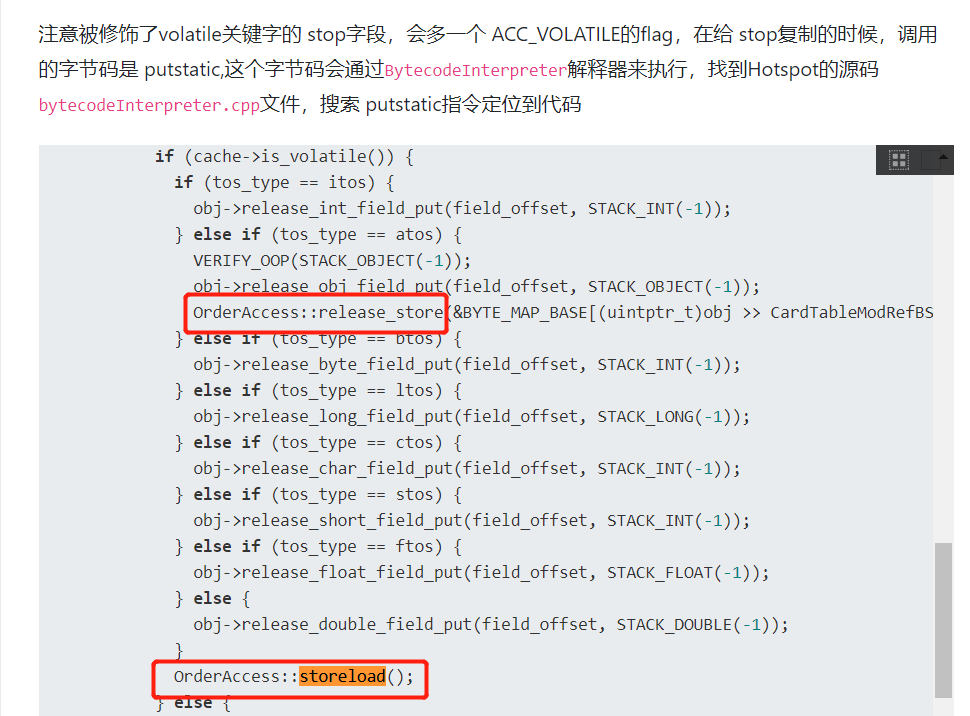 注意被修饰了volatile关键字的 stop字段，会多一个 ACC_VOLATILE的flag，在给 stop复制的时候，调用
的字节码是 putstatic,这个字节码会通过BytecodeInterpreter解释器来执行，找到Hotspot的源码
bytecodeInterpreter.cpp文件，搜索 putstatic指令定位到代码
if (cache->is_volatile()) {
if (tos_type == itos) {
obj->release_int_field_put(field_offset, STACK_INT(-1));
} else if (tos_type == atos) {
VERIFY_OOP(STACK_OBJECT(-1));
obj->release_obj_field_put(field_offset, STACK_OBJECT(-1));
OrderAccess::release_store(&BYTE_MAP_BASE[(uintptr_t)obj >> CardTableModRefBS
} else if (tos_type == btos) {
obj->release_byte_field_put(field_offset, STACK_INT(-1));
} else if (tos_type == ltos) {
obj->release_long_field_put(field_offset, STACK_LONG(-1));
} else if (tos_type == ctos) {
obj->release_char_field_put(field_offset, STACK_INT(-1));
} else if (tos_type == stos) {
obj->release_short_field_put(field_offset, STACK_INT(-1));
} else if (tos_type == ftos) {
obj->release_float_field_put(field_offset, STACK_FLOAT(-1));
} else {
obj->release_double_field_put(field_offset, STACK_DOUBLE(-1));
}
OrderAccess::storeload();
} else {